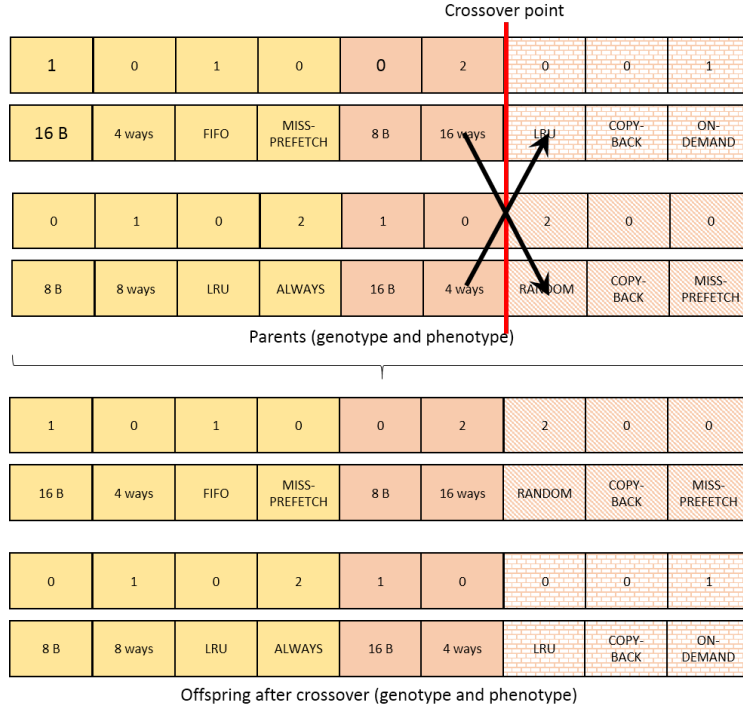 Crossover point
1 0 1 0 0 2 0 0 1
16 B 4 ways FIFO MISS-PREFETCH 8 B 16 ways LRU COPY-BACK ON-DEMAND
0 1 0 2 1 0 2 0 0
8 B 8 ways LRU ALWAYS 16 B 4 ways RANDOM COPY-BACK MISS-PREFETCH
Parents (genotype and phenotype)
1 0 1 0 0 2 2 0 0
16 B 4 ways FIFO MISS-PREFETCH 8 B 16 ways RANDOM COPY-BACK MISS-PREFETCH
0 1 0 2 1 0 0 0 1
8 B 8 ways LRU ALWAYS 16 B 4 ways LRU COPY-BACK ON-DEMAND
Offspring after crossover (genotype and phenotype)